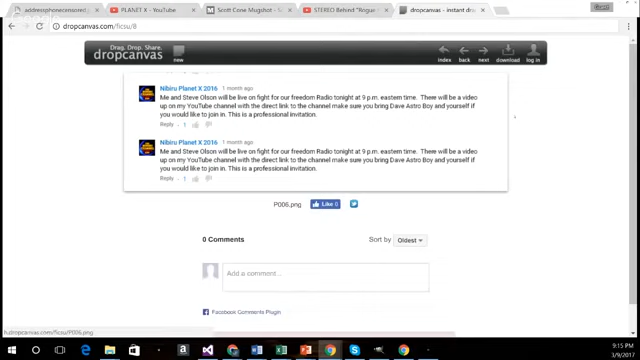 addressphonecensored.
PLANET X - YouTube
Scott Cone Mugshot -
STEREO Behind "Rogue
dropcanvas - instant dr
dropcanvas.com/ficsu/8
Drag. Drop. Share.
dropcanvas
new
index
back
next
download
log in
Nibiru Planet X 2016 1 month ago
Me and Steve Olson will be live on fight for our freedom Radio tonight at 9 p.m. eastern time. There will be a video
up on my YouTube channel with the direct link to the channel make sure you bring Dave Astro Boy and yourself if
you would like to join in. This is a professional invitation.
Reply · 1
Nibiru Planet X 2016 1 month ago
Me and Steve Olson will be live on fight for our freedom Radio tonight at 9 p.m. eastern time. There will be a video
up on my YouTube channel with the direct link to the channel make sure you bring Dave Astro Boy and yourself if
you would like to join in. This is a professional invitation.
Reply · 1
P006.png
Like 0
0 Comments
Sort by Oldest
Add a comment...
Facebook Comments Plugin
h.dropcanvas.com/ficsu/P006.png
9:15 PM
3/9/2017